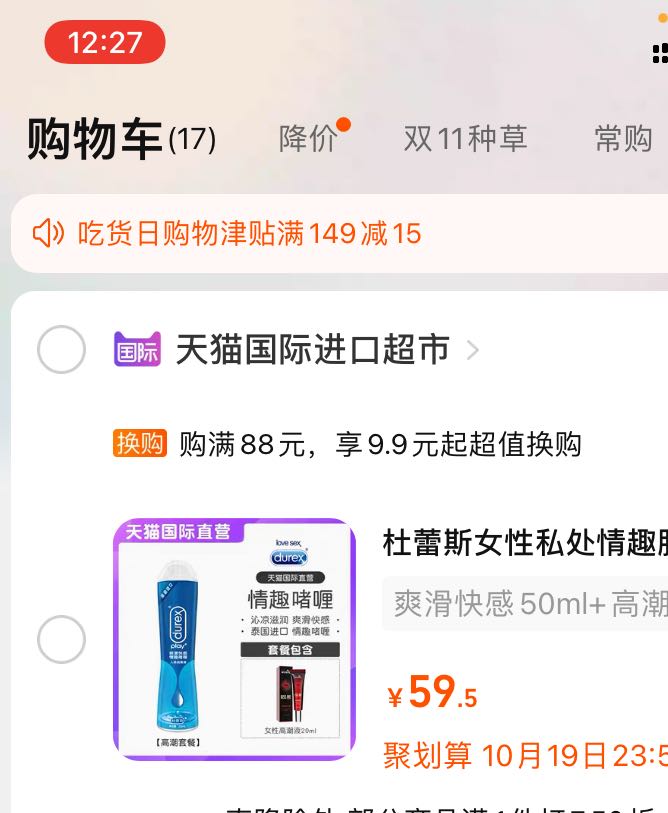 12:27
购物车(17) 降价 双11种草 常购
吃货日购物津贴满149减15
国际 天猫国际进口超市
换购 购满88元，享9.9元起超值换购
天猫国际直营
love sex
durex
天猫国际直营
情趣啫喱
·沁凉滋润 爽滑快感·
·泰国进口 情趣啫喱·
套餐包含
durex
play
女性高潮液20ml
【高潮套餐】
杜蕾斯女性私处情趣
爽滑快感50ml+高潮
¥59.5
聚划算 10月19日23:5